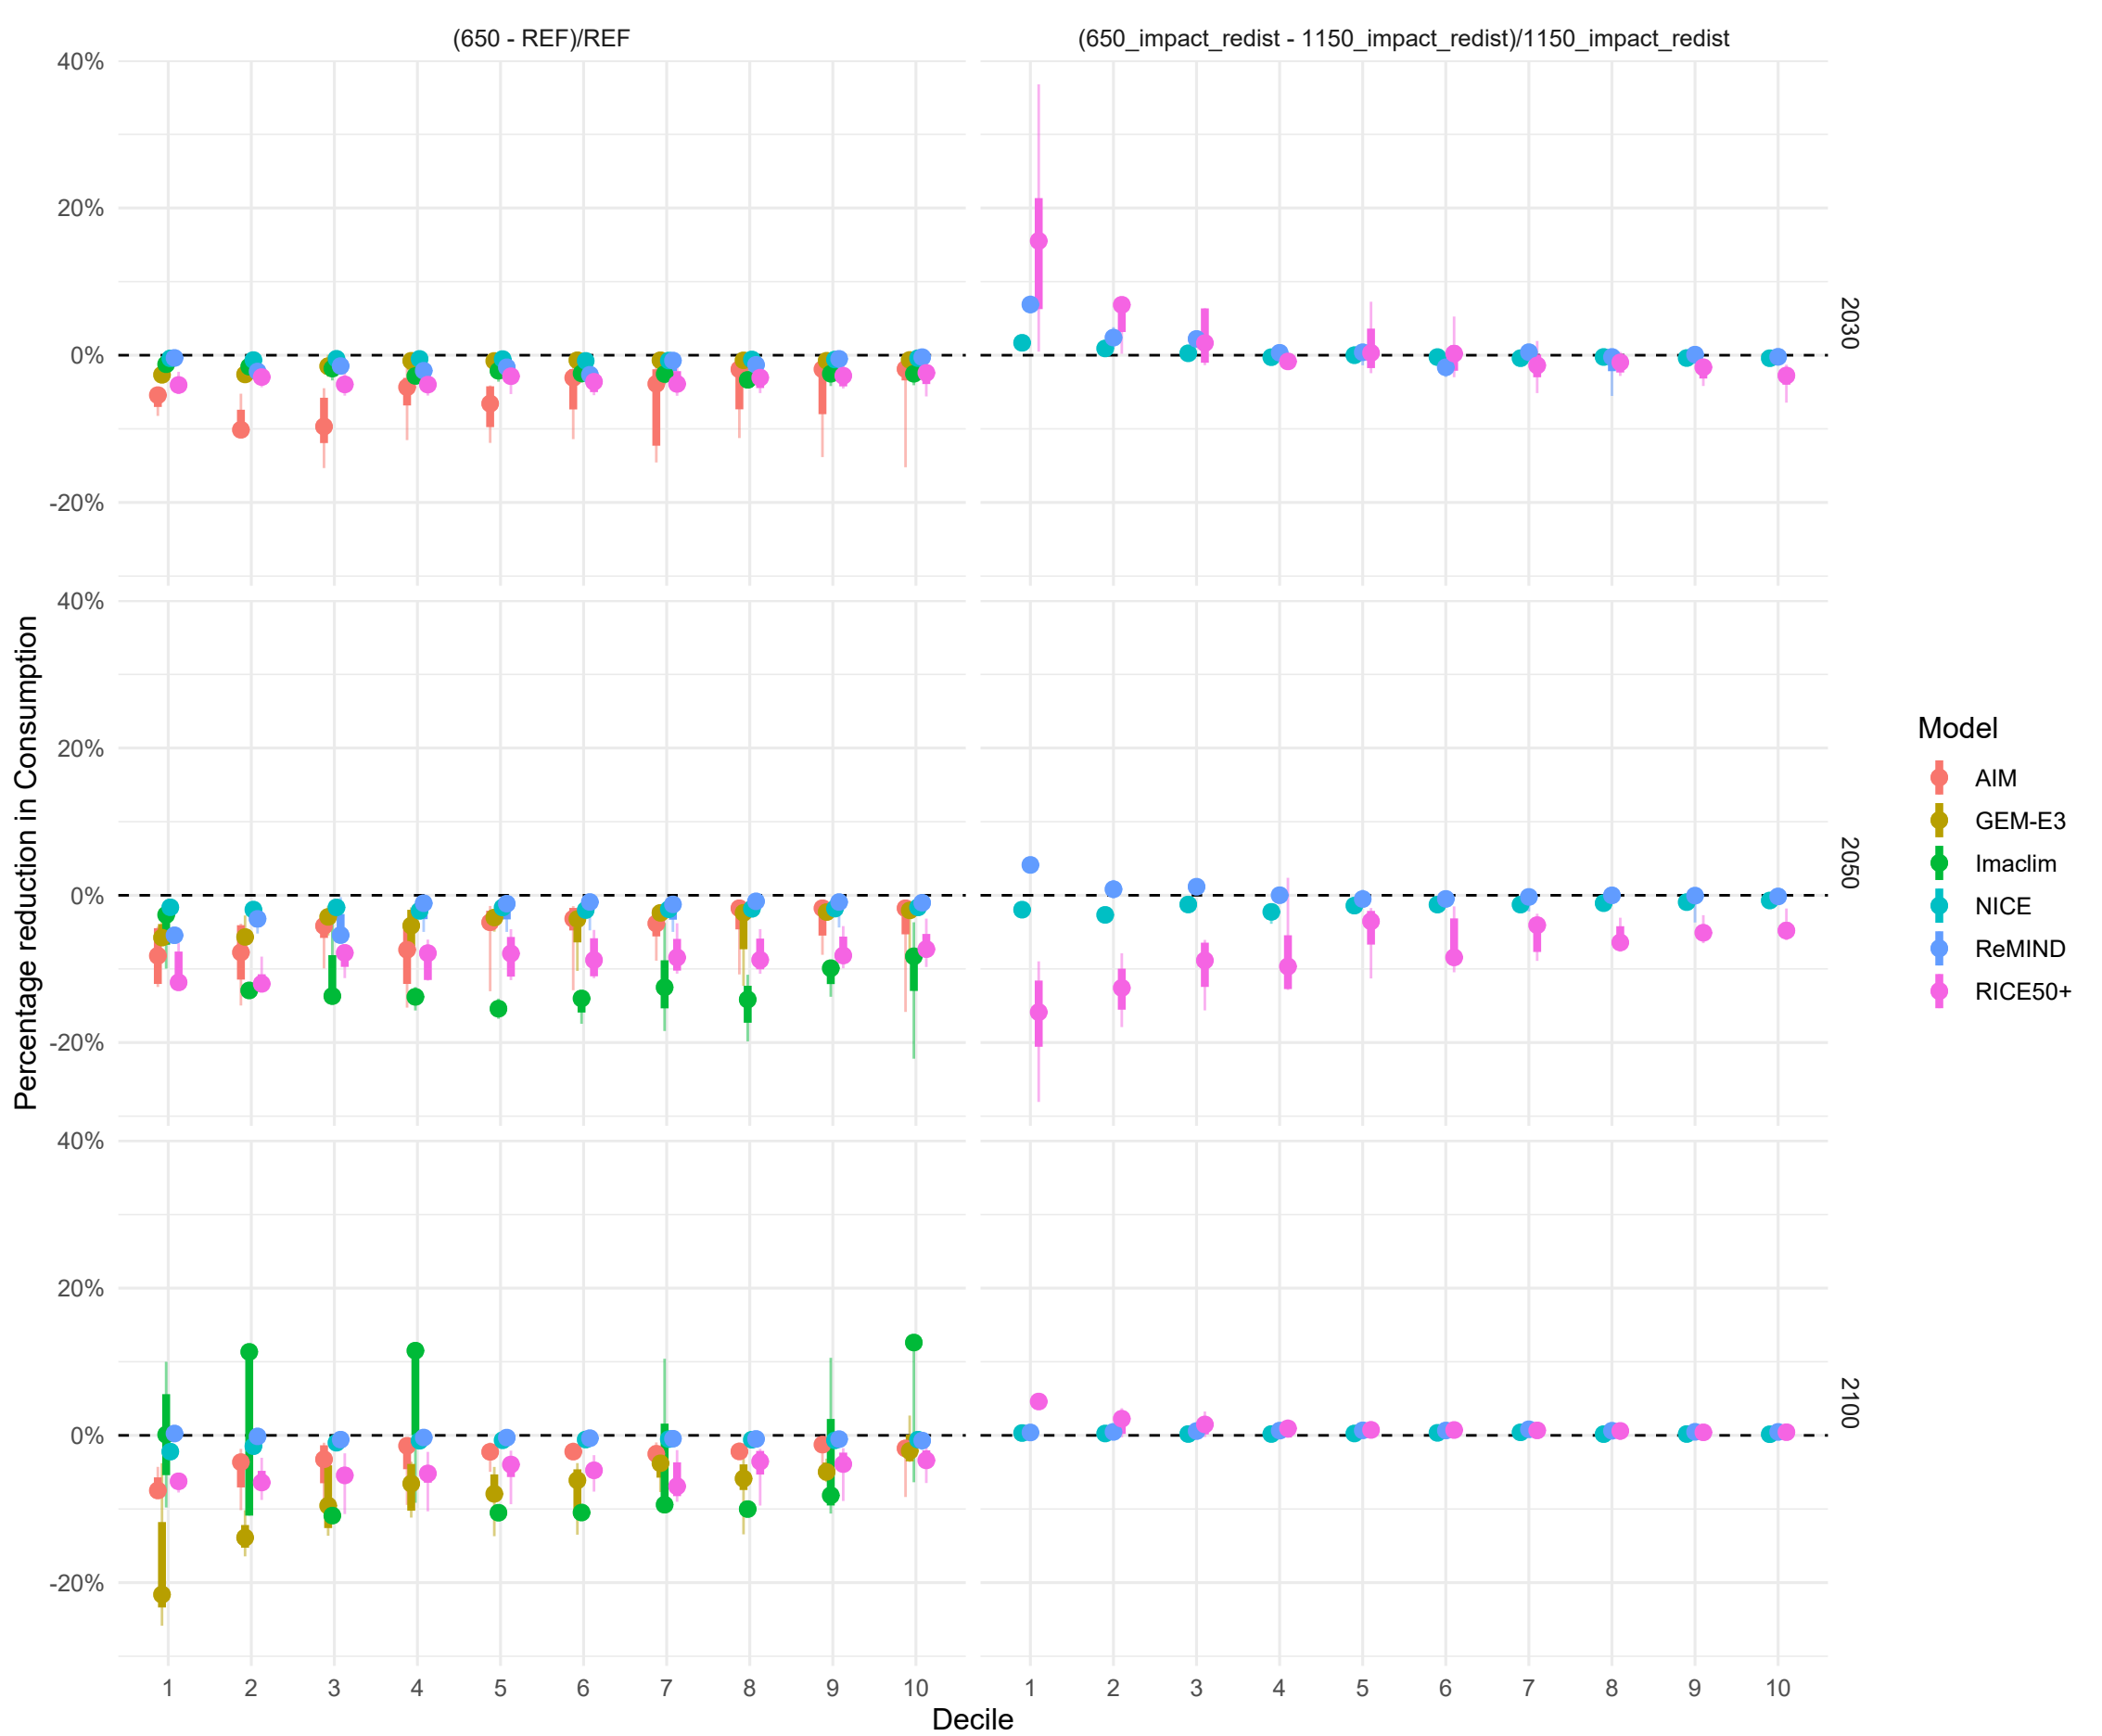 (650 - REF)/REF
(650_impact_redist - 1150_impact_redist)/1150_impact_redist
40%
20%
0%
-20%
2030
40%
20%
0%
-20%
2050
40%
20%
0%
-20%
2100
Percentage reduction in Consumption
1 2 3 4 5 6 7 8 9 10
1 2 3 4 5 6 7 8 9 10
Decile
Model
AIM
GEM-E3
Imaclim
NICE
ReMIND
RICE50+